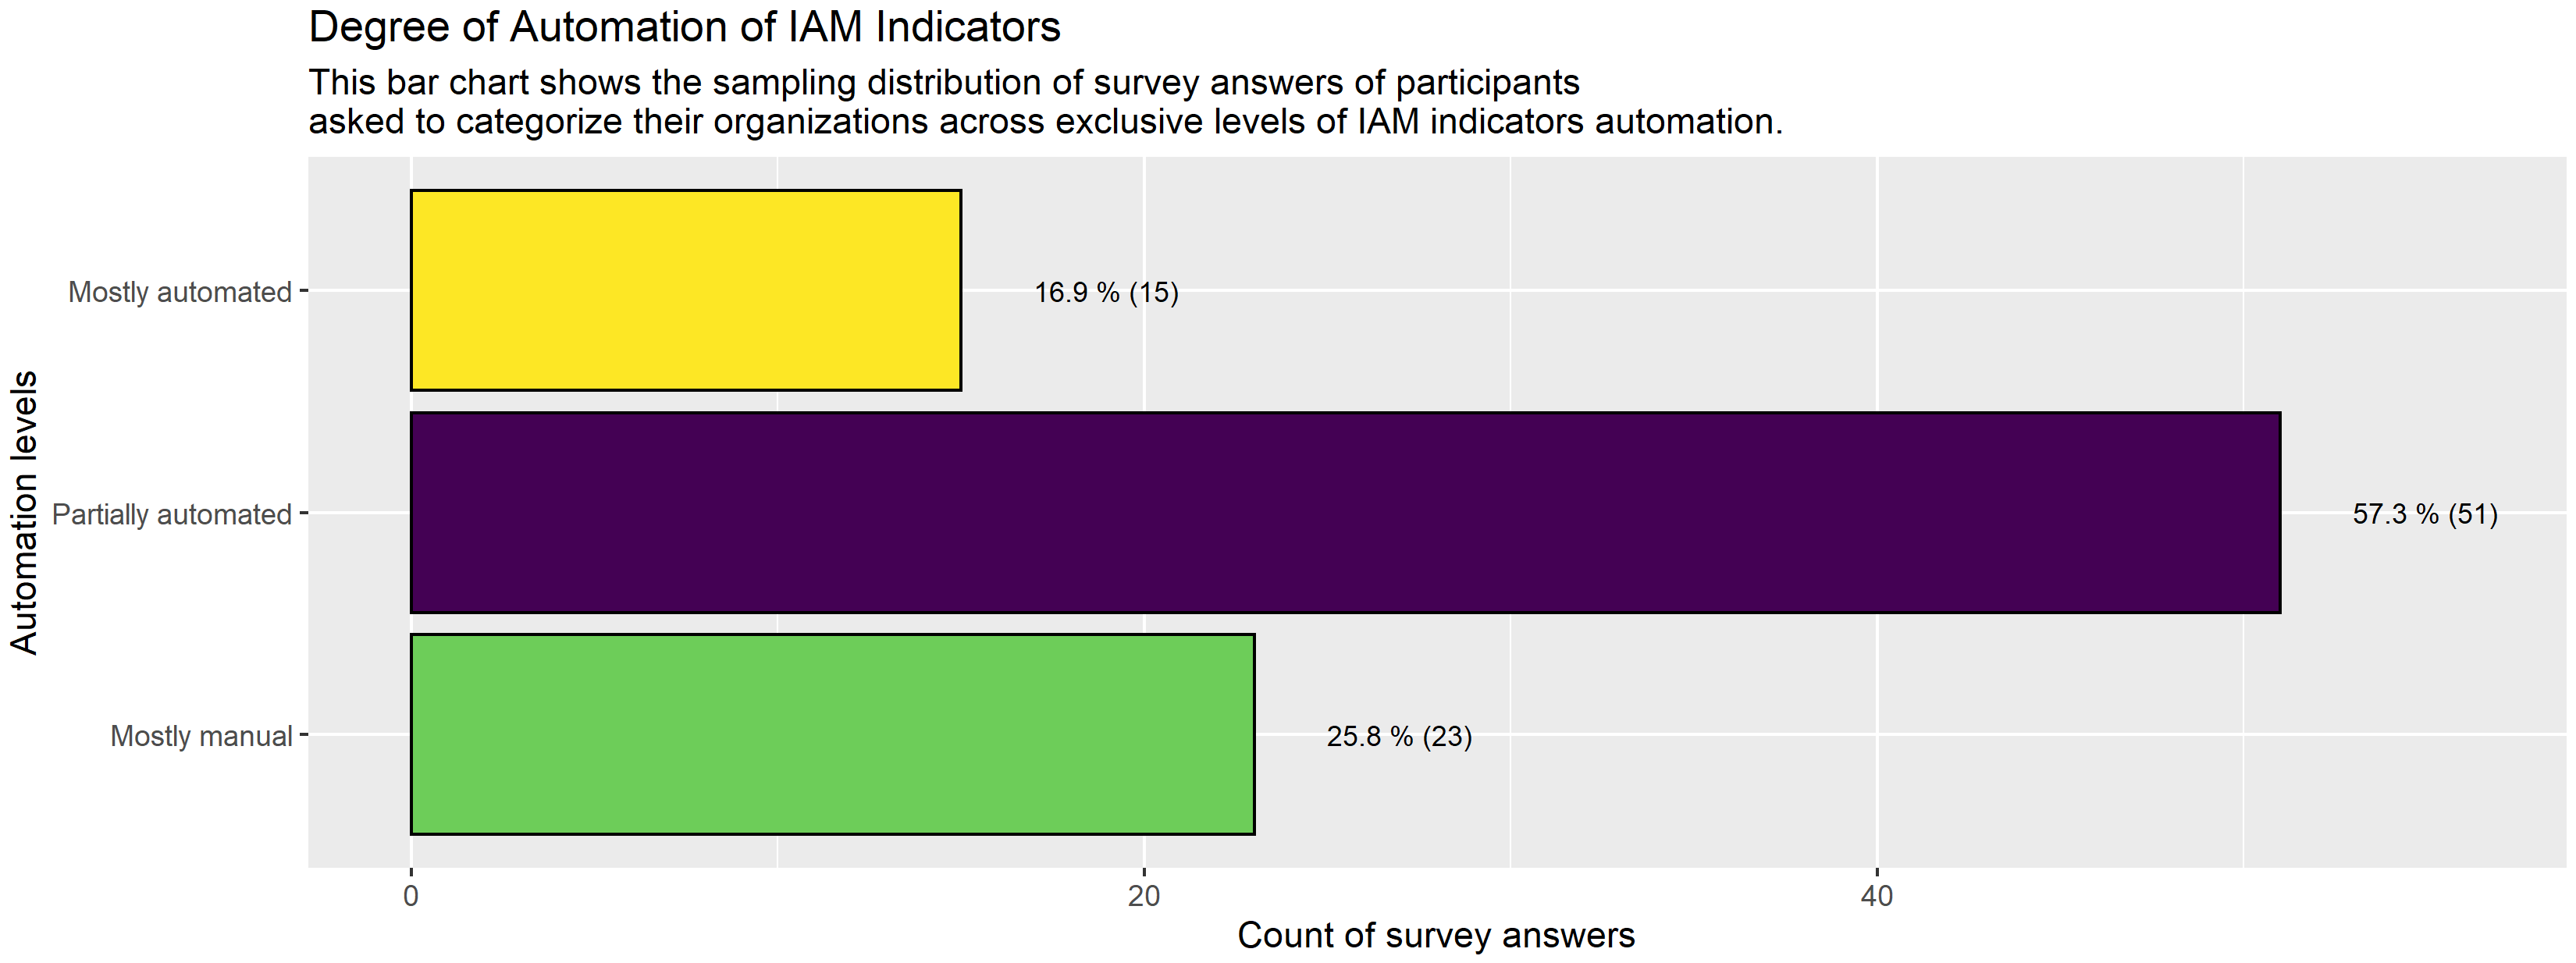 Degree of Automation of IAM Indicators
This bar chart shows the sampling distribution of survey answers of participants
asked to categorize their organizations across exclusive levels of IAM indicators automation.
Automation levels
Mostly automated
16.9 % (15)
Partially automated
57.3 % (51)
Mostly manual
25.8 % (23)
0
20
40
Count of survey answers